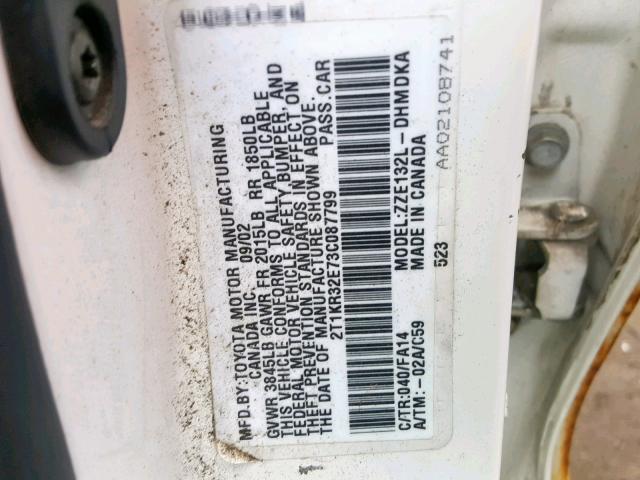 MFD.BY:TOYOTA MOTOR MANUFACTURING
CANADA INC. 09/02
GVWR 3845LB GAWR FR 2015LB RR 1850LB
THIS VEHICLE CONFORMS TO ALL APPLICABLE
FEDERAL MOTOR VEHICLE SAFETY, BUMPER, AND
THEFT PREVENTION STANDARDS IN EFFECT ON
THE DATE OF MANUFACTURE SHOWN ABOVE.
2T1KR32E73C087799 PASS.CAR
C/TR:040/FA14 MODEL:ZZE132L-DHMDKA
A/TM:-02A/C59 MADE IN CANADA
523
AA02108741